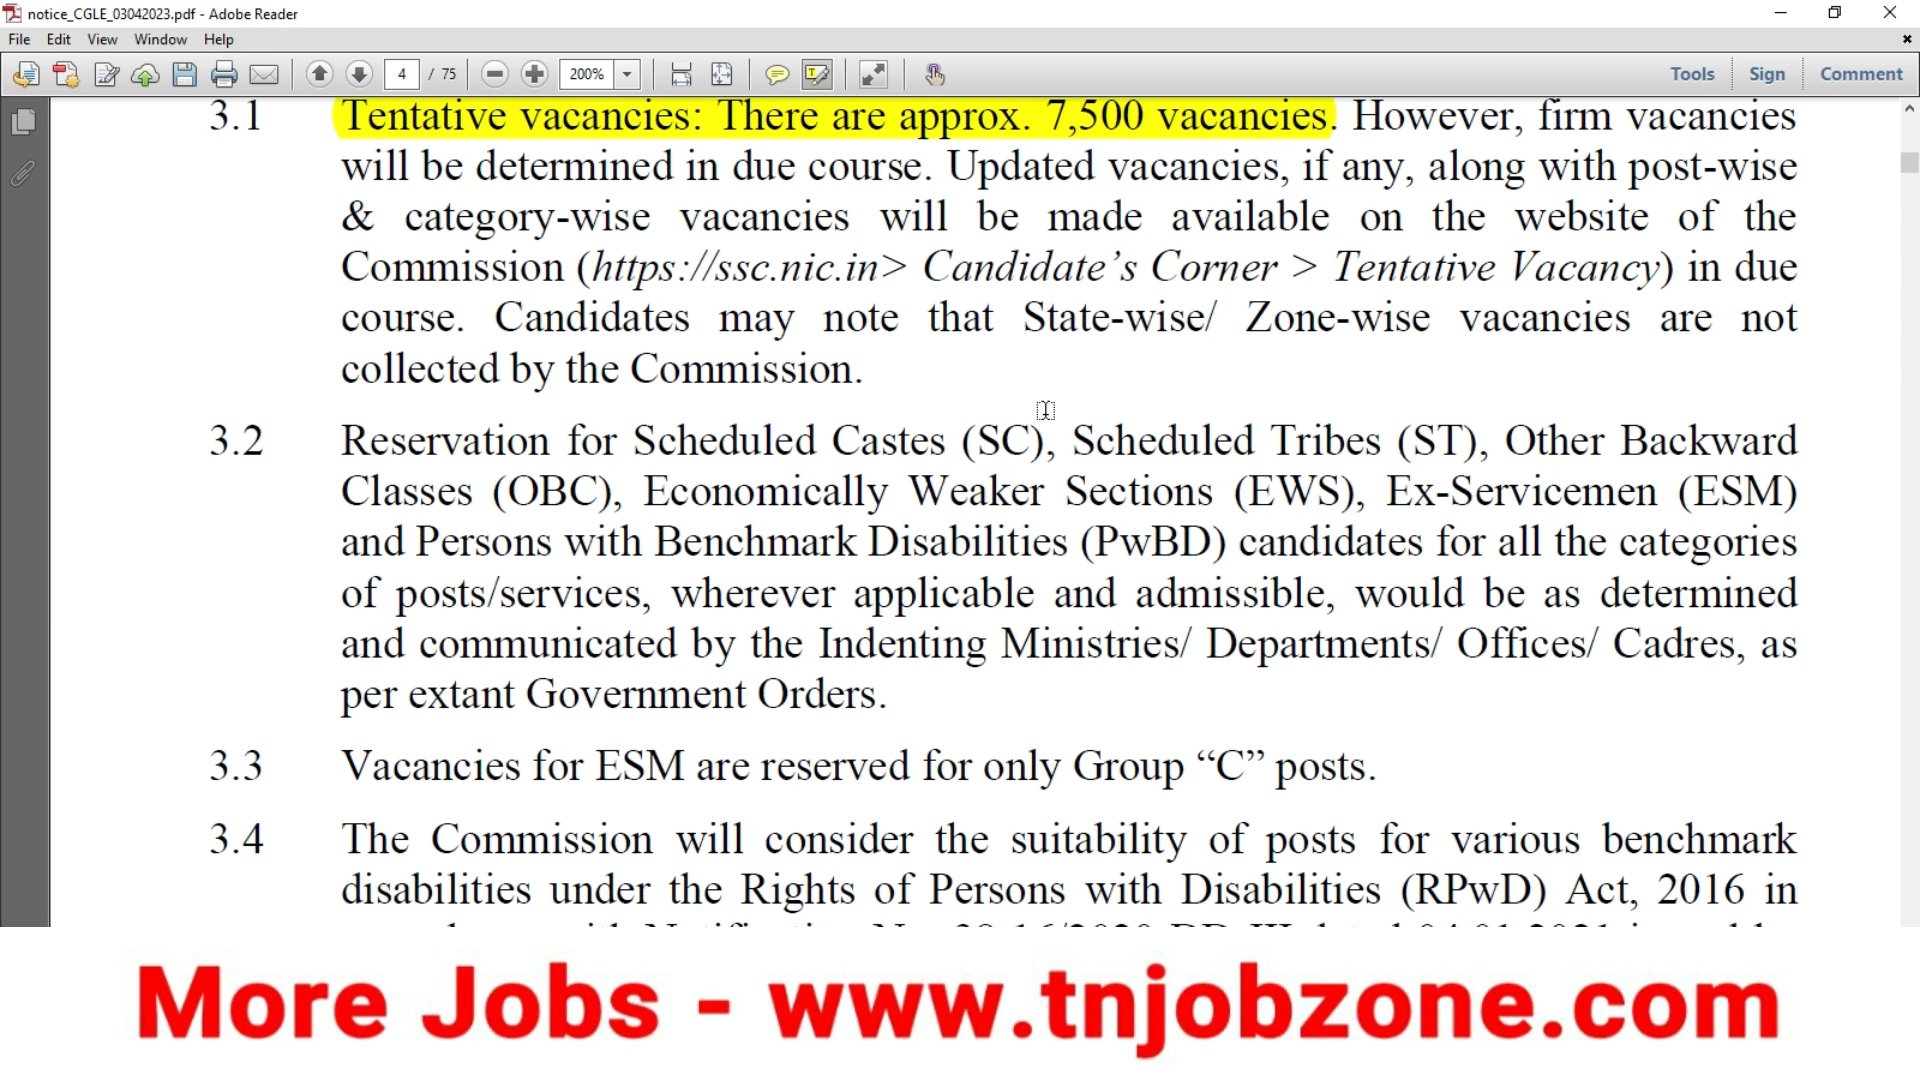 notice_CGLE_03042023.pdf - Adobe Reader
File Edit View Window Help
4 / 75 200% Tools Sign Comment
3.1 Tentative vacancies: There are approx. 7,500 vacancies. However, firm vacancies
will be determined in due course. Updated vacancies, if any, along with post-wise
& category-wise vacancies will be made available on the website of the
Commission (https://ssc.nic.in> Candidate's Corner > Tentative Vacancy) in due
course. Candidates may note that State-wise/ Zone-wise vacancies are not
collected by the Commission.
3.2 Reservation for Scheduled Castes (SC), Scheduled Tribes (ST), Other Backward
Classes (OBC), Economically Weaker Sections (EWS), Ex-Servicemen (ESM)
and Persons with Benchmark Disabilities (PwBD) candidates for all the categories
of posts/services, wherever applicable and admissible, would be as determined
and communicated by the Indenting Ministries/ Departments/ Offices/ Cadres, as
per extant Government Orders.
3.3 Vacancies for ESM are reserved for only Group “C” posts.
3.4 The Commission will consider the suitability of posts for various benchmark
disabilities under the Rights of Persons with Disabilities (RPwD) Act, 2016 in
More Jobs - www.tnjobzone.com